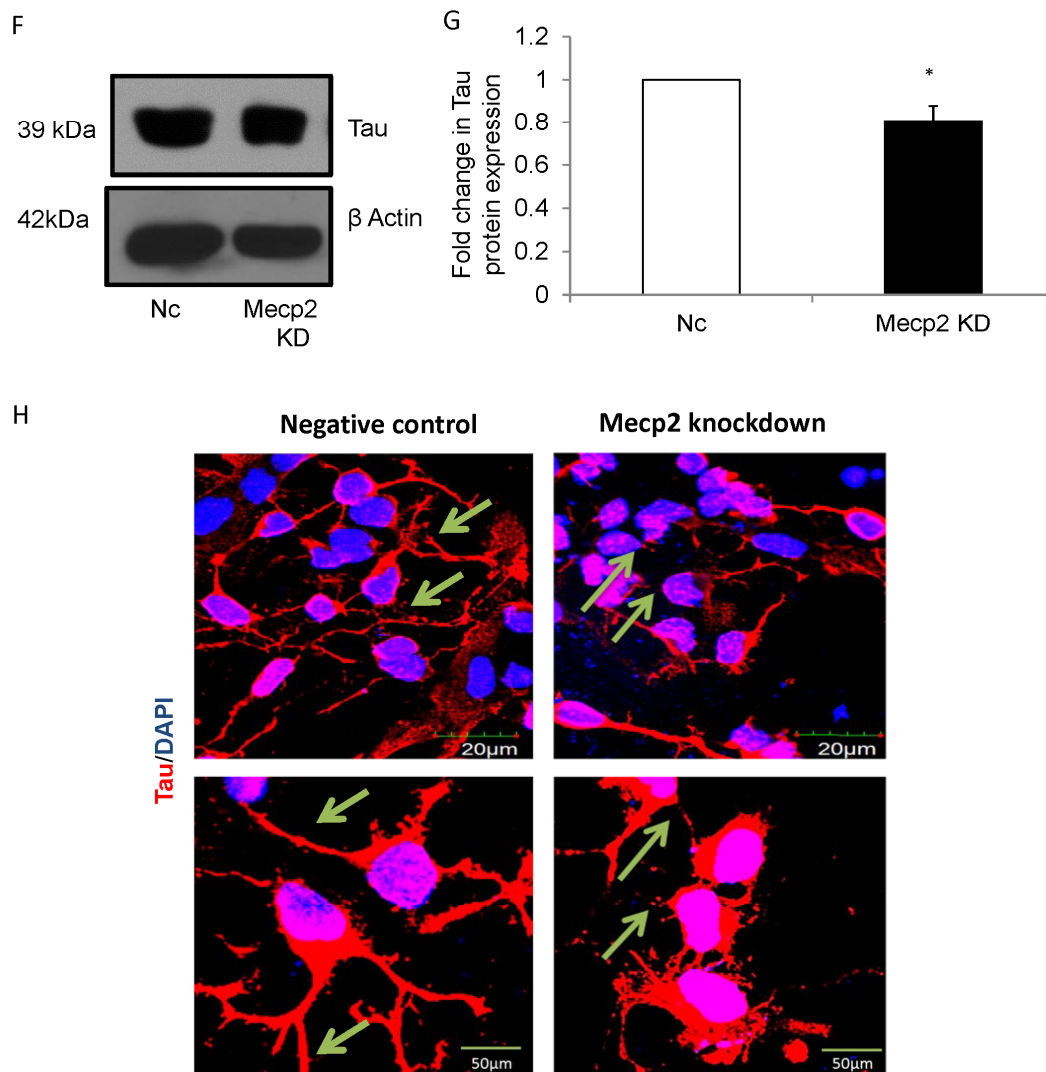 F
39 kDa
Tau
42kDa
β Actin
Nc
Mecp2
KD
G
Fold change in Tau
protein expression
1.2
1
0.8
0.6
0.4
0.2
0
*
Nc
Mecp2 KD
H
Negative control
Mecp2 knockdown
Tau/DAPI
20μm
20μm
50μm
50μm